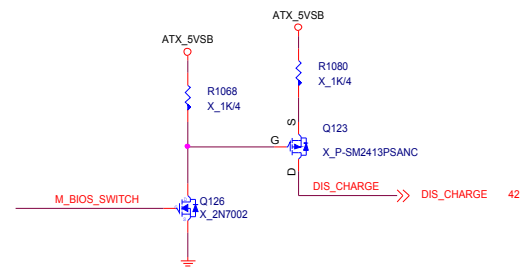 ATX_5VSB
ATX_5VSB
R1080
X_1K/4
R1068
X_1K/4
S
Q123
G
X_P-SM2413PSANC
D
DIS_CHARGE
DIS_CHARGE 42
M_BIOS_SWITCH
Q126
X_2N7002